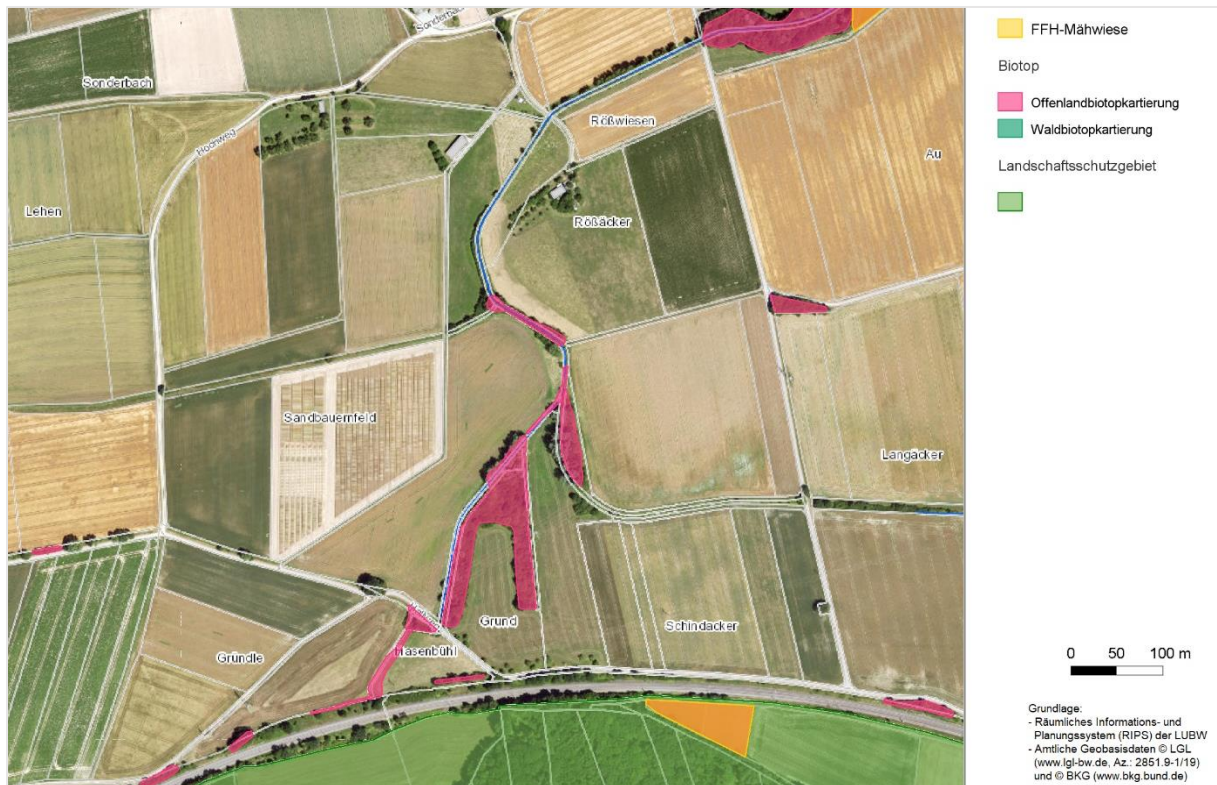 Sonderbach
Sonderbach
Hochweg
Rößwiesen
Au
Lehen
Rößäcker
Sandbauernfeld
Langäcker
Grund
Schindacker
Gründle
Hasenbühl
FFH-Mähwiese
Biotop
Offenlandbiotopkartierung
Waldbiotopkartierung
Landschaftsschutzgebiet
0 50 100 m
Grundlage:
- Räumliches Informations- und
Planungssystem (RIPS) der LUBW
- Amtliche Geobasisdaten © LGL
(www.lgl-bw.de, Az.: 2851.9-1/19)
und © BKG (www.bkg.bund.de)